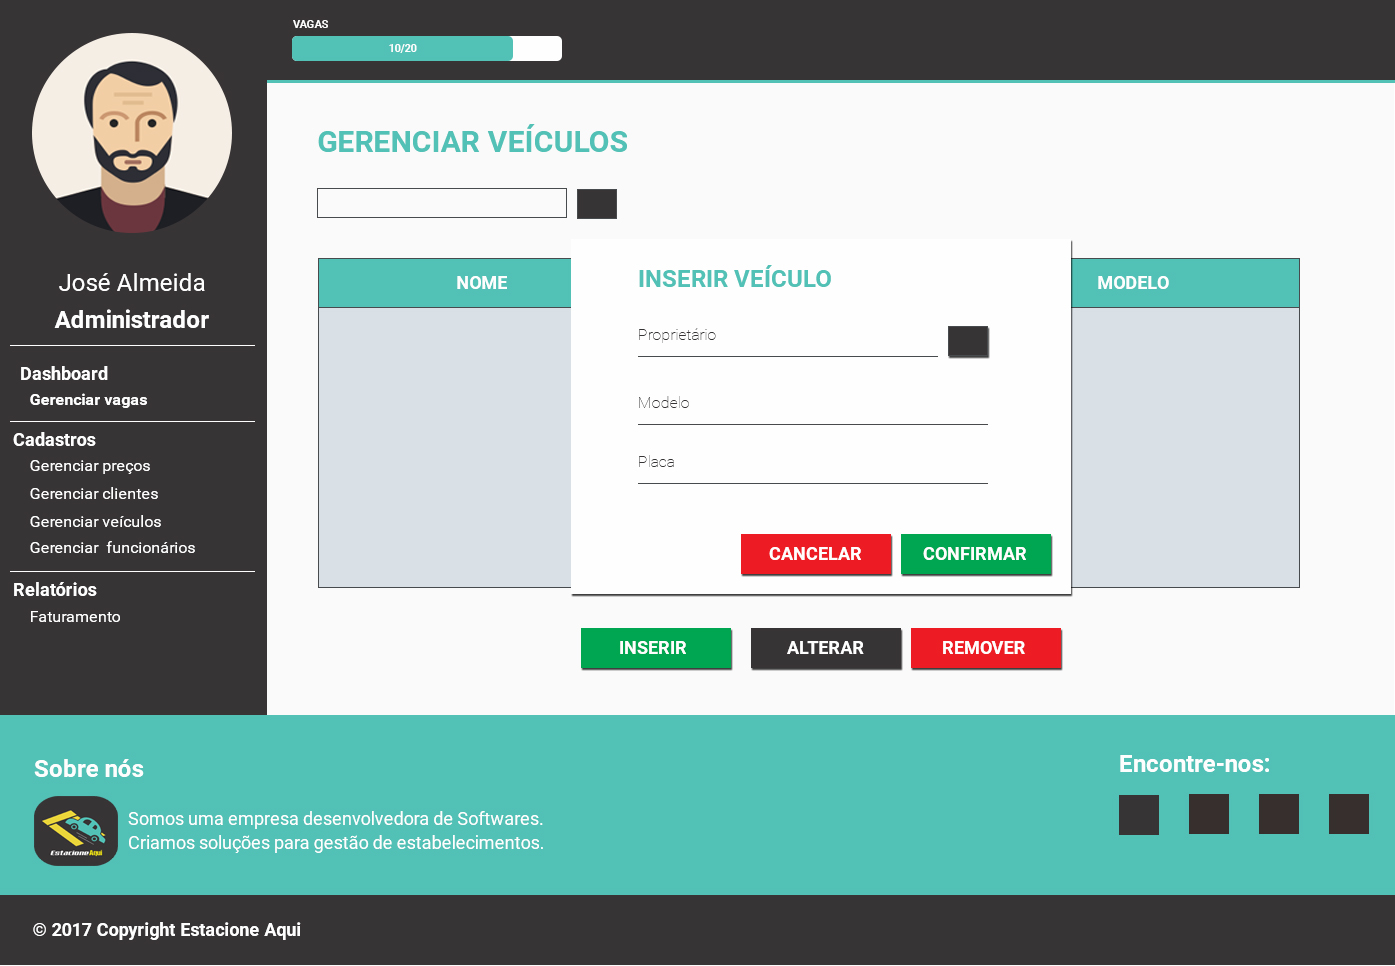 VAGAS
10/20
José Almeida
Administrador
Dashboard
Gerenciar vagas
Cadastros
Gerenciar preços
Gerenciar clientes
Gerenciar veículos
Gerenciar  funcionários
Relatórios
Faturamento
GERENCIAR VEÍCULOS
NOME
MODELO
INSERIR VEÍCULO
Proprietário
Modelo
Placa
CANCELAR CONFIRMAR
INSERIR ALTERAR REMOVER
Sobre nós
EstacioneAqui
Somos uma empresa desenvolvedora de Softwares.
Criamos soluções para gestão de estabelecimentos.
Encontre-nos:
© 2017 Copyright Estacione Aqui